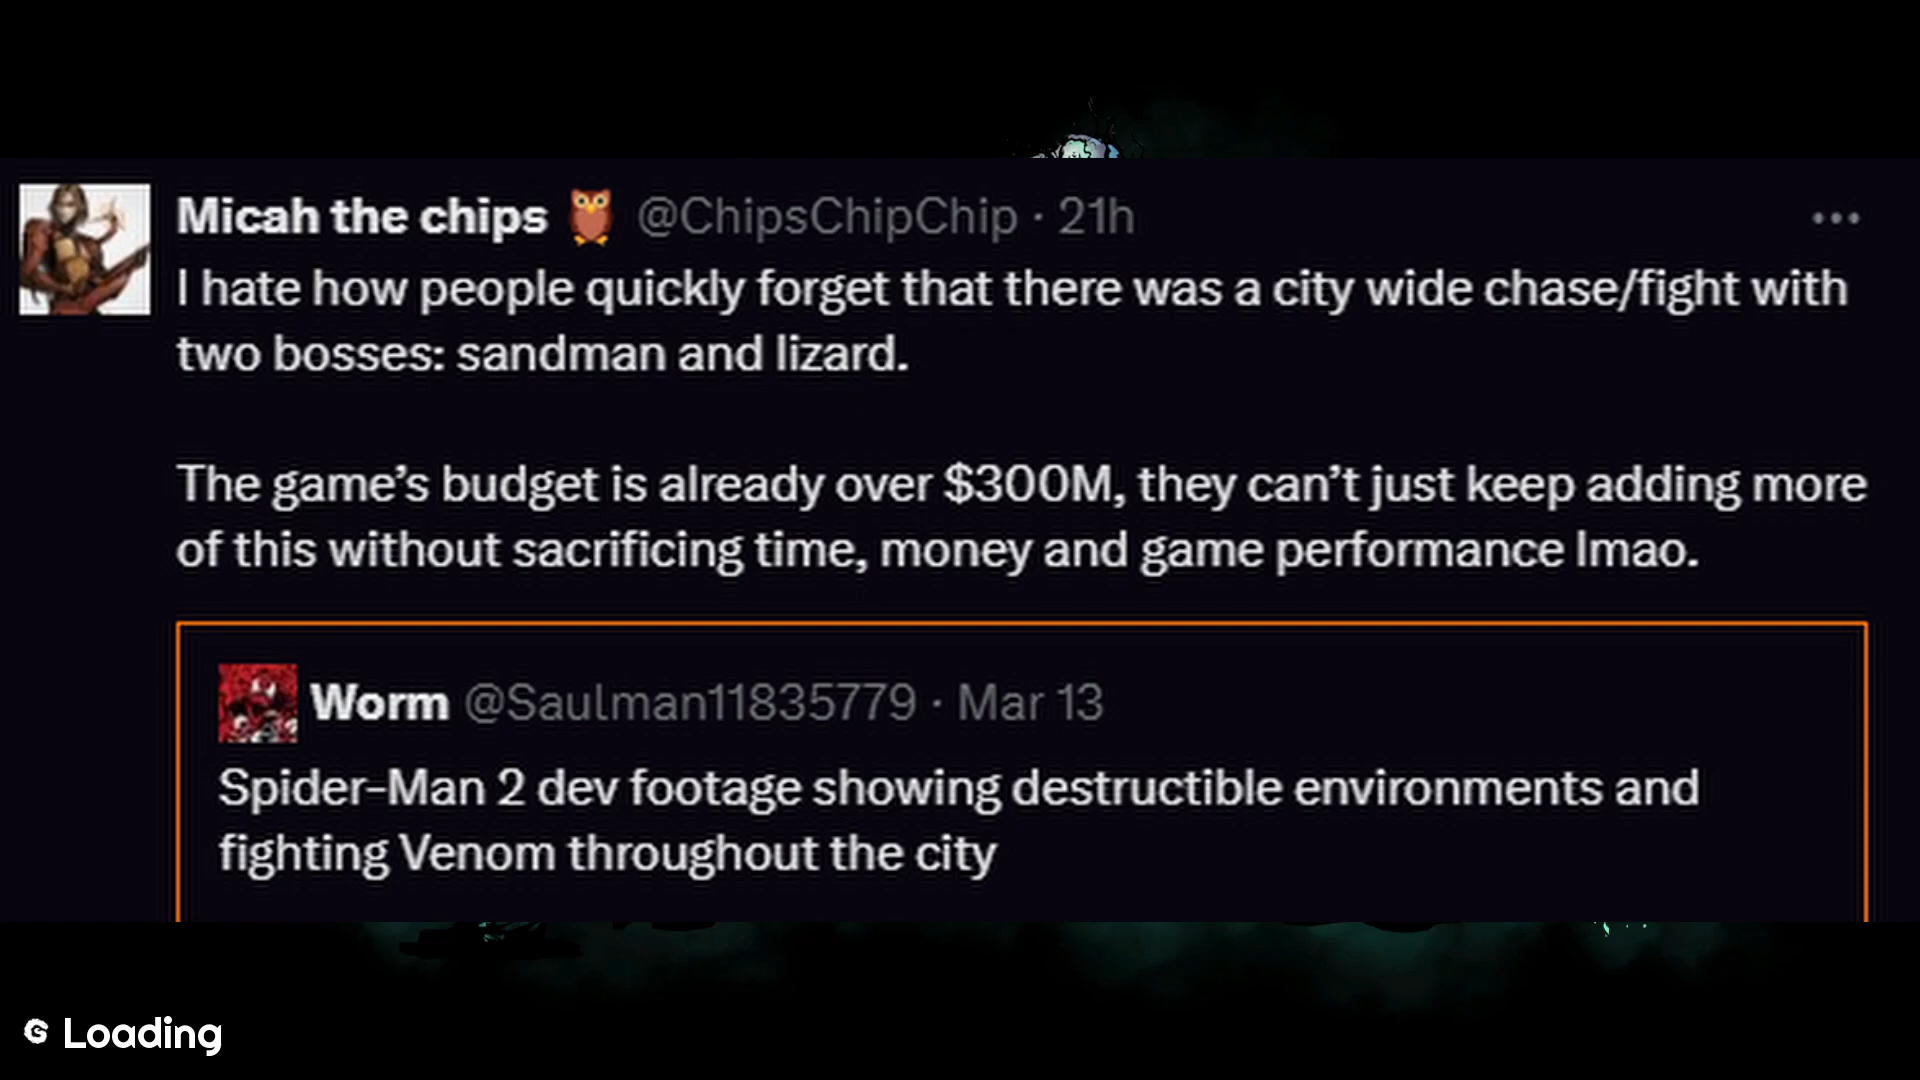 Micah the chips 🦉 @ChipsChipChip · 21h
I hate how people quickly forget that there was a city wide chase/fight with
two bosses: sandman and lizard.
The game’s budget is already over $300M, they can’t just keep adding more
of this without sacrificing time, money and game performance lmao.
Worm @Saulman11835779 · Mar 13
Spider-Man 2 dev footage showing destructible environments and
fighting Venom throughout the city
Loading